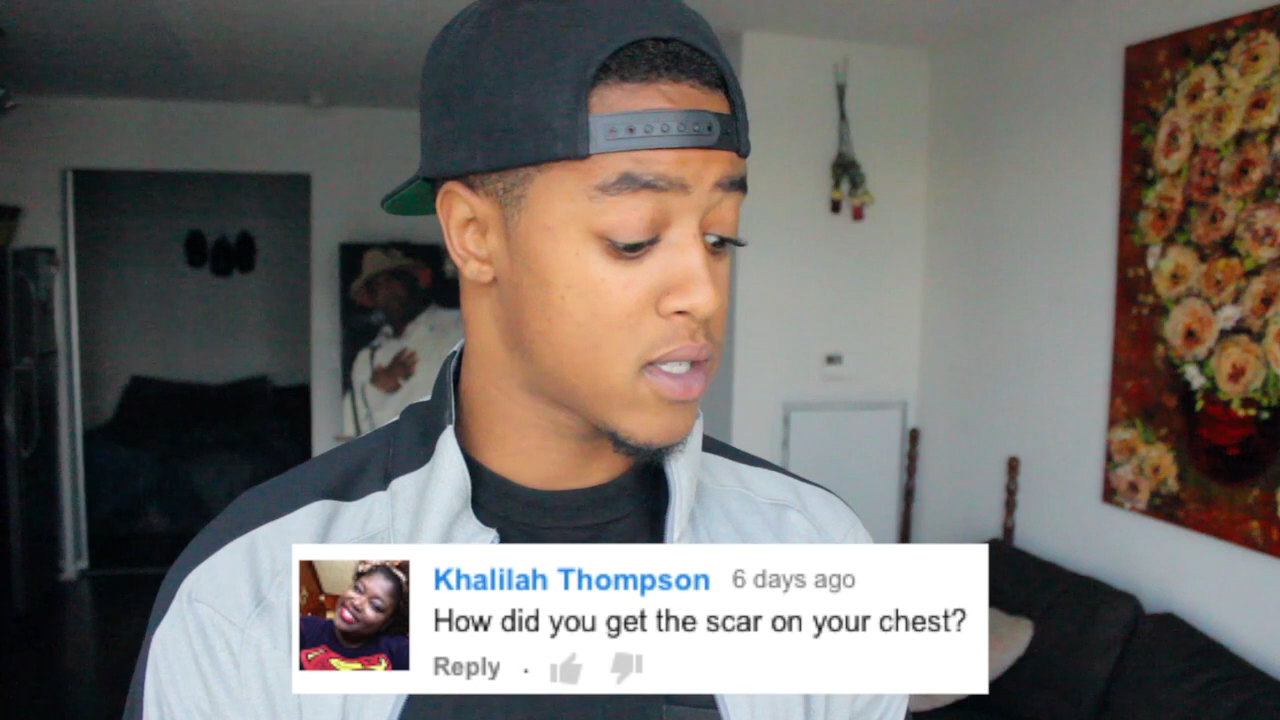 Khalilah Thompson 6 days ago
How did you get the scar on your chest?
Reply .